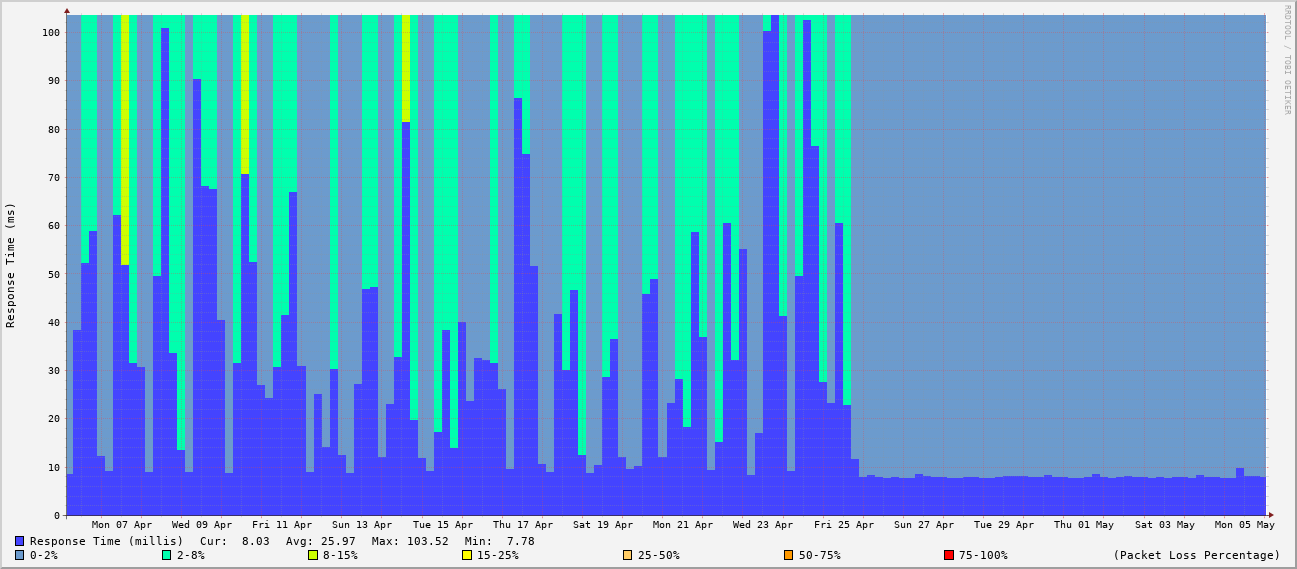 RRDTOOL / TOBI OETIKER
Response Time (ms)
100
90
80
70
60
50
40
30
20
10
0
Mon 07 Apr Wed 09 Apr Fri 11 Apr Sun 13 Apr Tue 15 Apr Thu 17 Apr Sat 19 Apr Mon 21 Apr Wed 23 Apr Fri 25 Apr Sun 27 Apr Tue 29 Apr Thu 01 May Sat 03 May Mon 05 May
Response Time (millis) Cur: 8.03 Avg: 25.97 Max: 103.52 Min: 7.78
0-2% 2-8% 8-15% 15-25% 25-50% 50-75% 75-100% (Packet Loss Percentage)